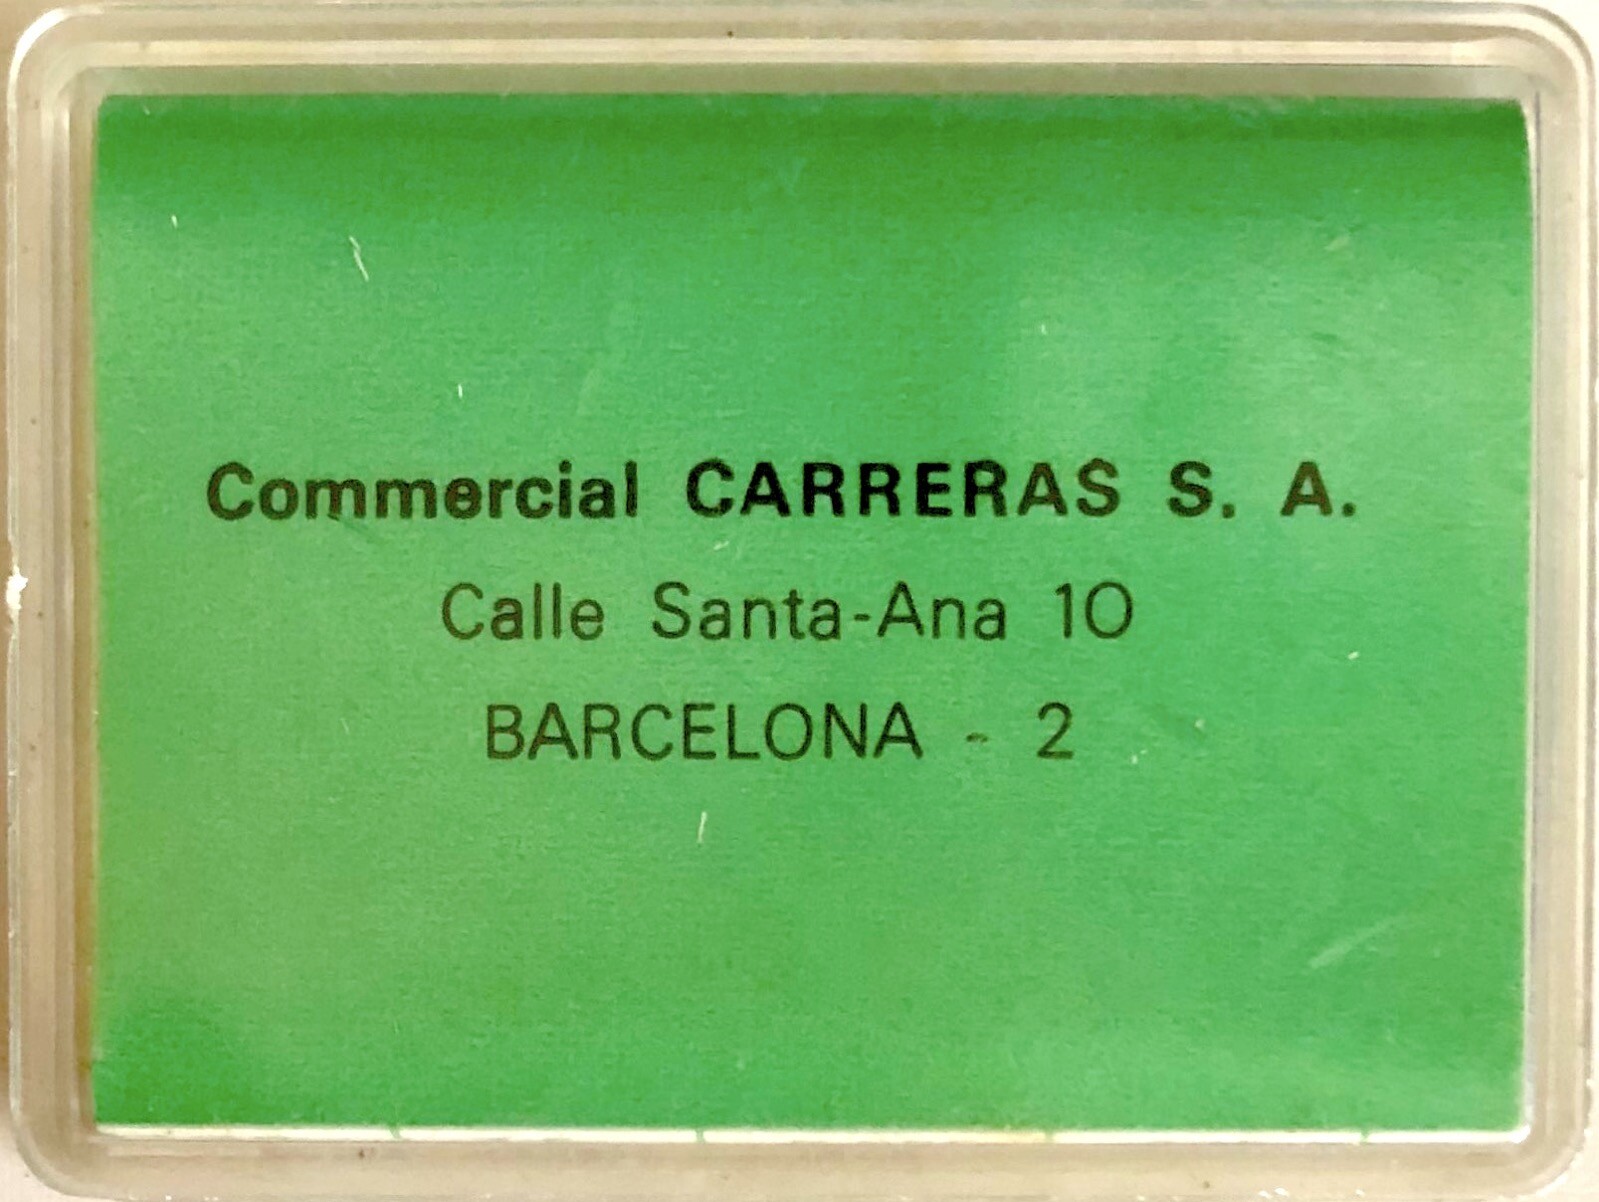 Commercial CARRERAS S. A.
Calle Santa-Ana 10
BARCELONA - 2